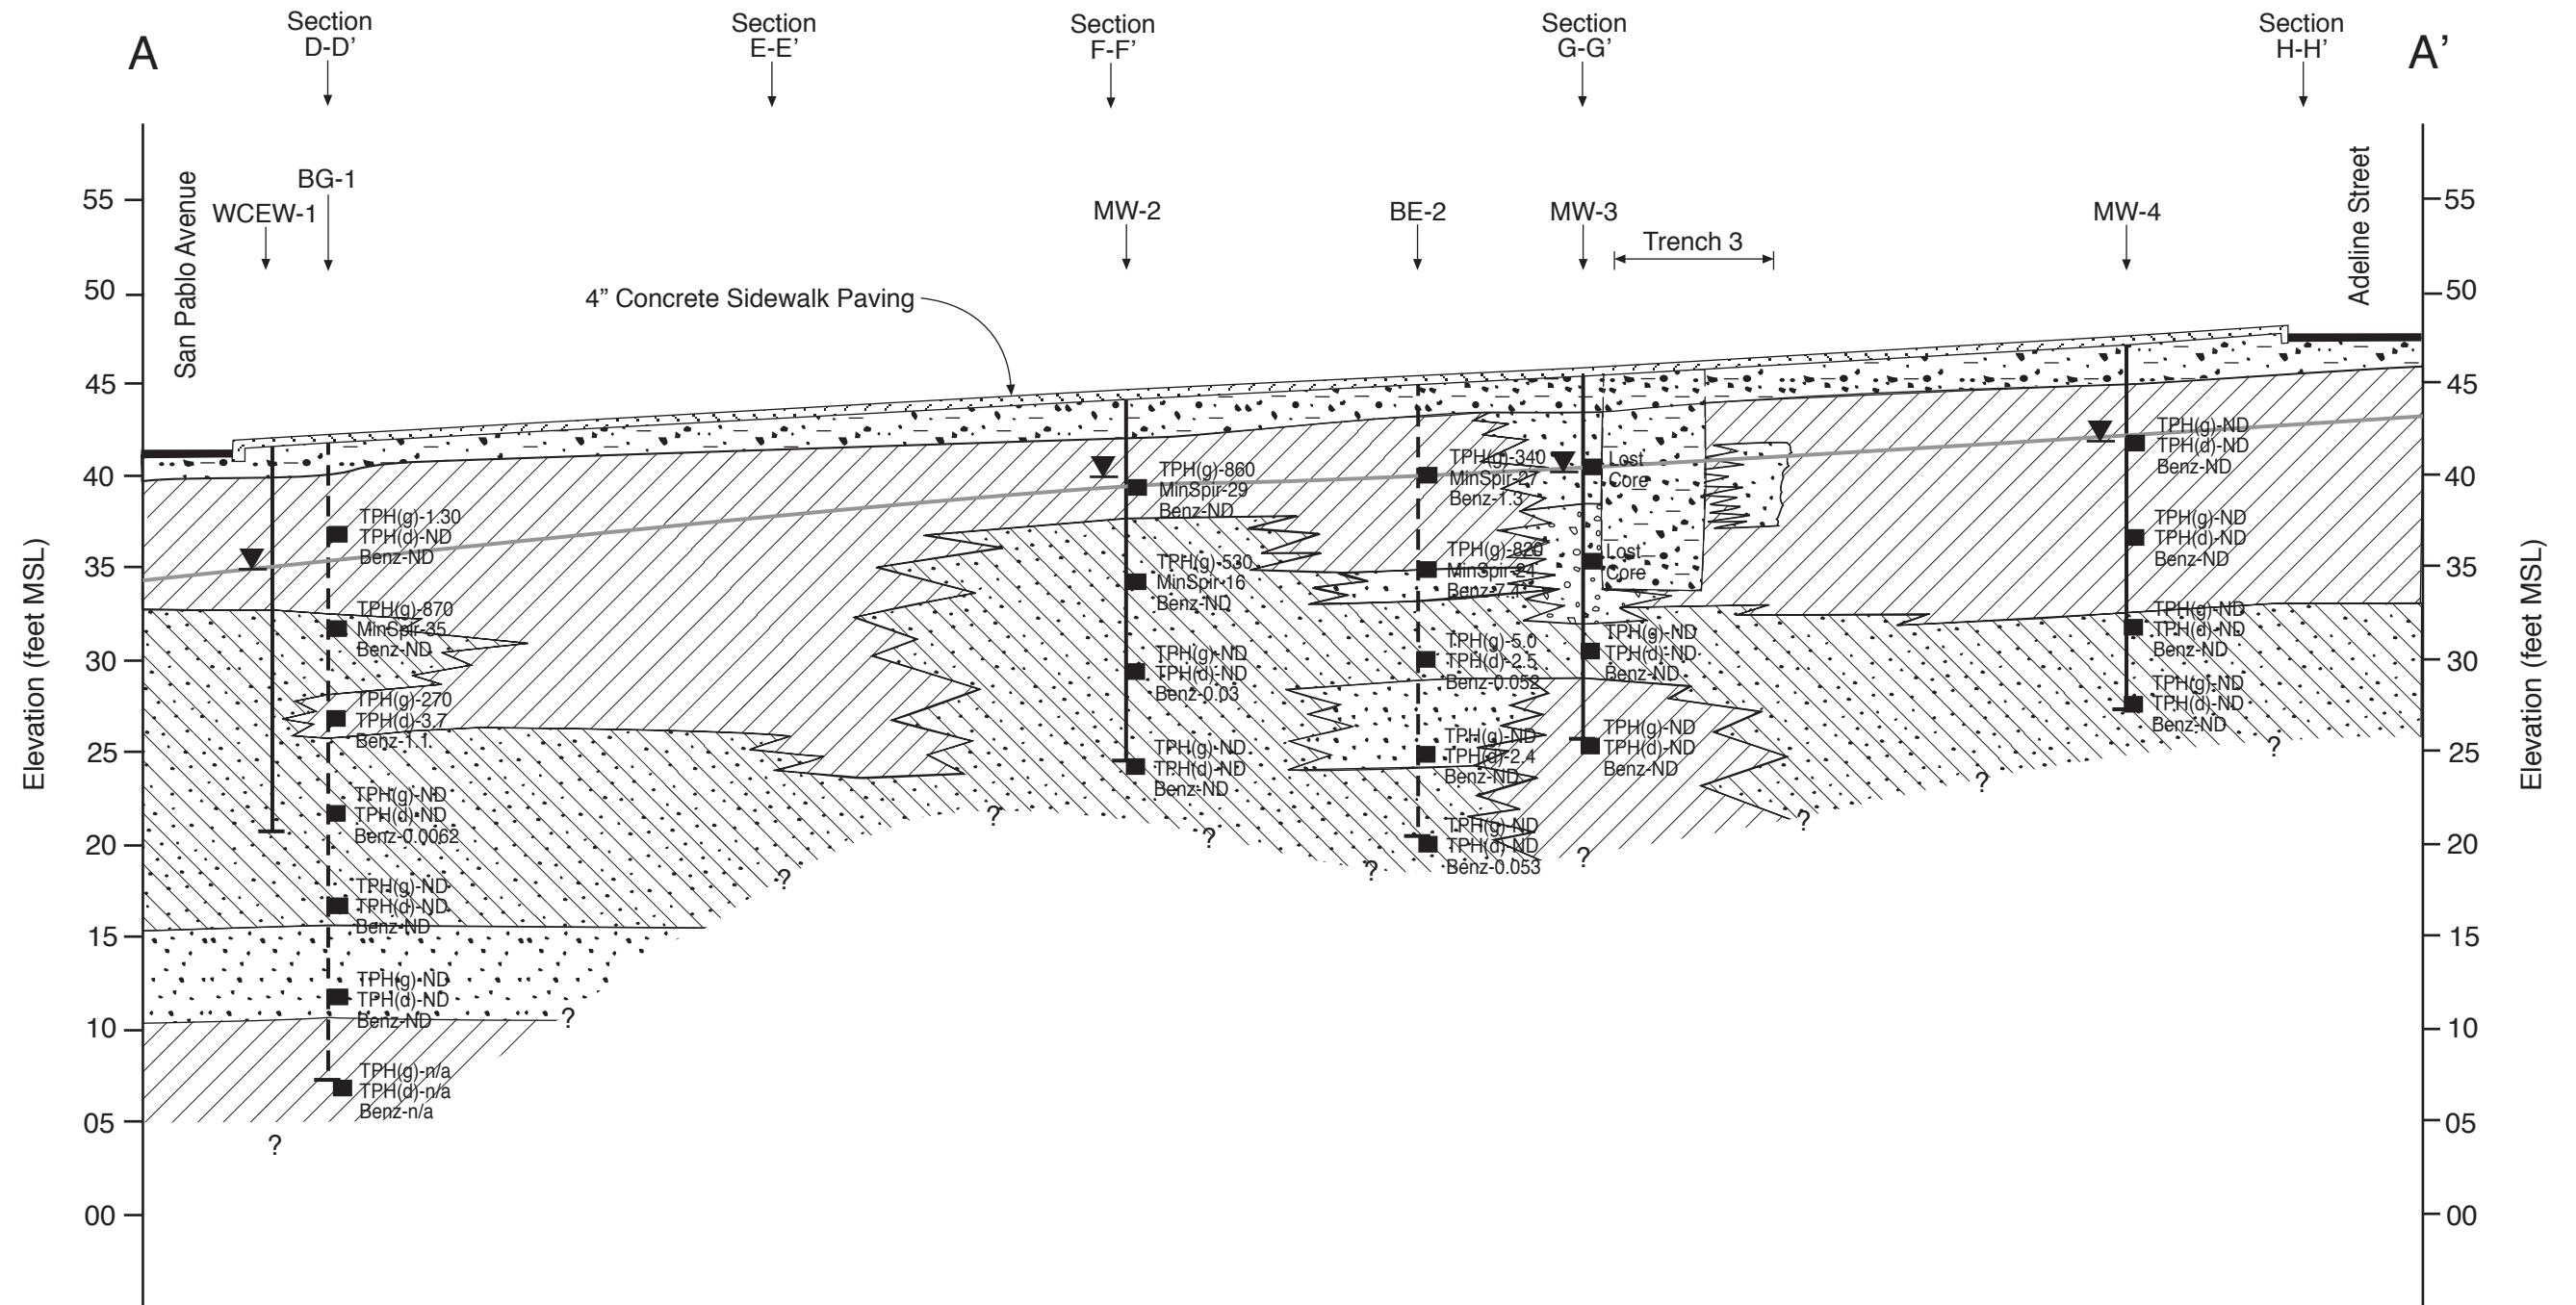 A
Section
D-D’
Section
E-E’
Section
F-F’
Section
G-G’
Section
H-H’
A’
San Pablo Avenue
WCEW-1
BG-1
MW-2
BE-2
MW-3
Trench 3
MW-4
Adeline Street
4” Concrete Sidewalk Paving
Elevation (feet MSL)
55
50
45
40
35
30
25
20
15
10
05
00
TPH(g)-1.30
TPH(d)-ND
Benz-ND
TPH(g)-870
MinSpir-35
Benz-ND
TPH(g)-270
TPH(d)-3.7
Benz-1.1
TPH(g)-ND
TPH(d)-ND
Benz-0.0062
TPH(g)-ND
TPH(d)-ND
Benz-ND
TPH(g)-ND
TPH(d)-ND
Benz-ND
TPH(g)-n/a
TPH(d)-n/a
Benz-n/a
TPH(g)-860
MinSpir-29
Benz-ND
TPH(g)-530
MinSpir-16
Benz-ND
TPH(g)-ND
TPH(d)-ND
Benz-0.03
TPH(g)-ND
TPH(d)-ND
Benz-ND
TPH(g)-340
MinSpir-27
Benz-1.3
TPH(g)-820
MinSpir-24
Benz-7.4
TPH(g)-5.0
TPH(d)-2.5
Benz-0.052
TPH(g)-ND
TPH(d)-2.4
Benz-ND
TPH(g)-ND
TPH(d)-ND
Benz-0.053
Lost
Core
Lost
Core
TPH(g)-ND
TPH(d)-ND
Benz-ND
TPH(g)-ND
TPH(d)-ND
Benz-ND
TPH(g)-ND
TPH(d)-ND
Benz-ND
TPH(g)-ND
TPH(d)-ND
Benz-ND
TPH(g)-ND
TPH(d)-ND
Benz-ND
TPH(g)-ND
TPH(d)-ND
Benz-ND
?
?
?
?
?
?
?
?
?
?
55
50
45
40
35
30
25
20
15
10
05
00
Elevation (feet MSL)